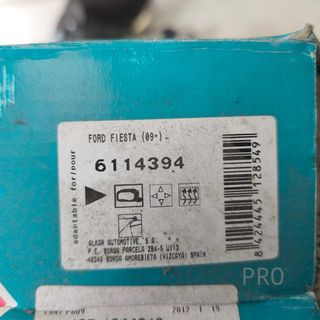 FORD FIESTA (09-)
6114394
adaptable for/pour
ALKAR AUTOMOTIVE, S.A.
P.E. BOROA PARCELA 2B4-5
48340 BOROA AMOREBIETA (VIZCAYA) SPAIN
8 424445 128549
PRO
2012 1 19